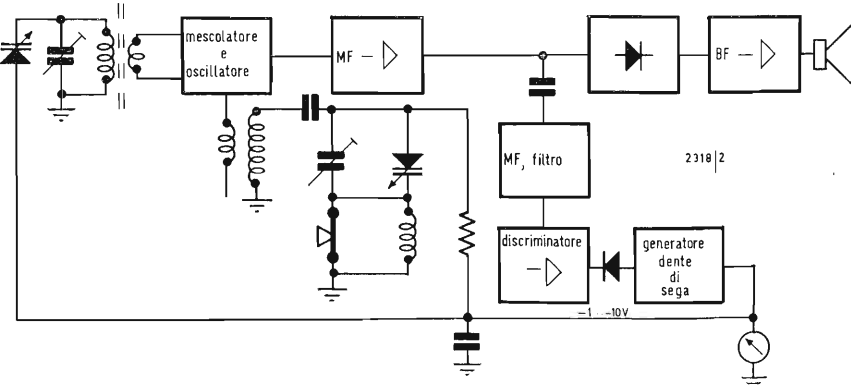 mescolatore
e
oscillatore
MF
BF
MF, filtro
2318|2
discriminatore
generatore
dente
di
sega
-1...-10V